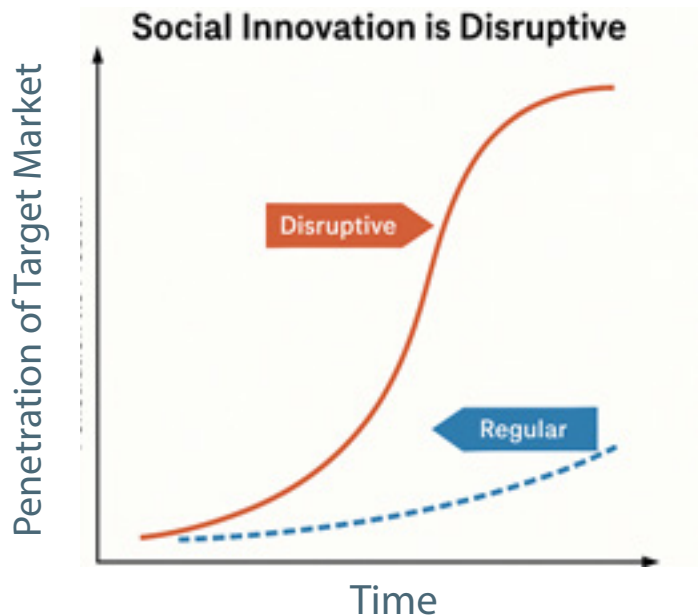 Social Innovation is Disruptive
Penetration of Target Market
Disruptive
Regular
Time